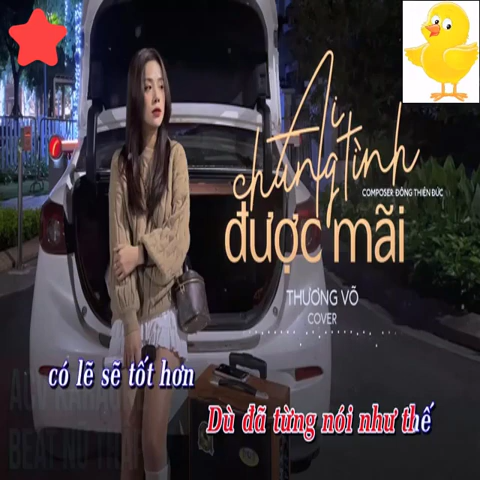 Ai
chung tình
COMPOSER ĐÔNG THIÊN ĐỨC
được mãi
THƯƠNG VÕ
COVER
có lẽ sẽ tốt hơn
Dù đã từng nói như thế